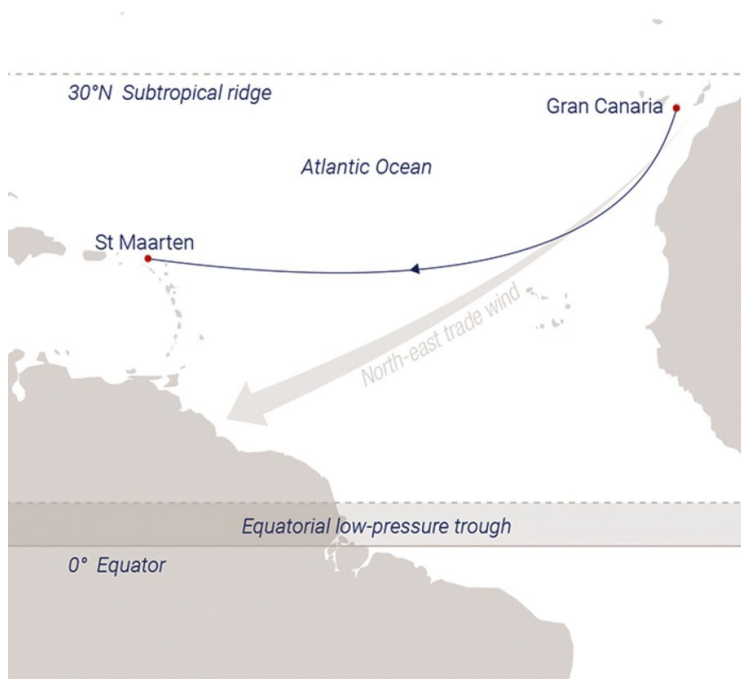 30°N Subtropical ridge
Gran Canaria
Atlantic Ocean
St Maarten
North-east trade wind
Equatorial low-pressure trough
0° Equator